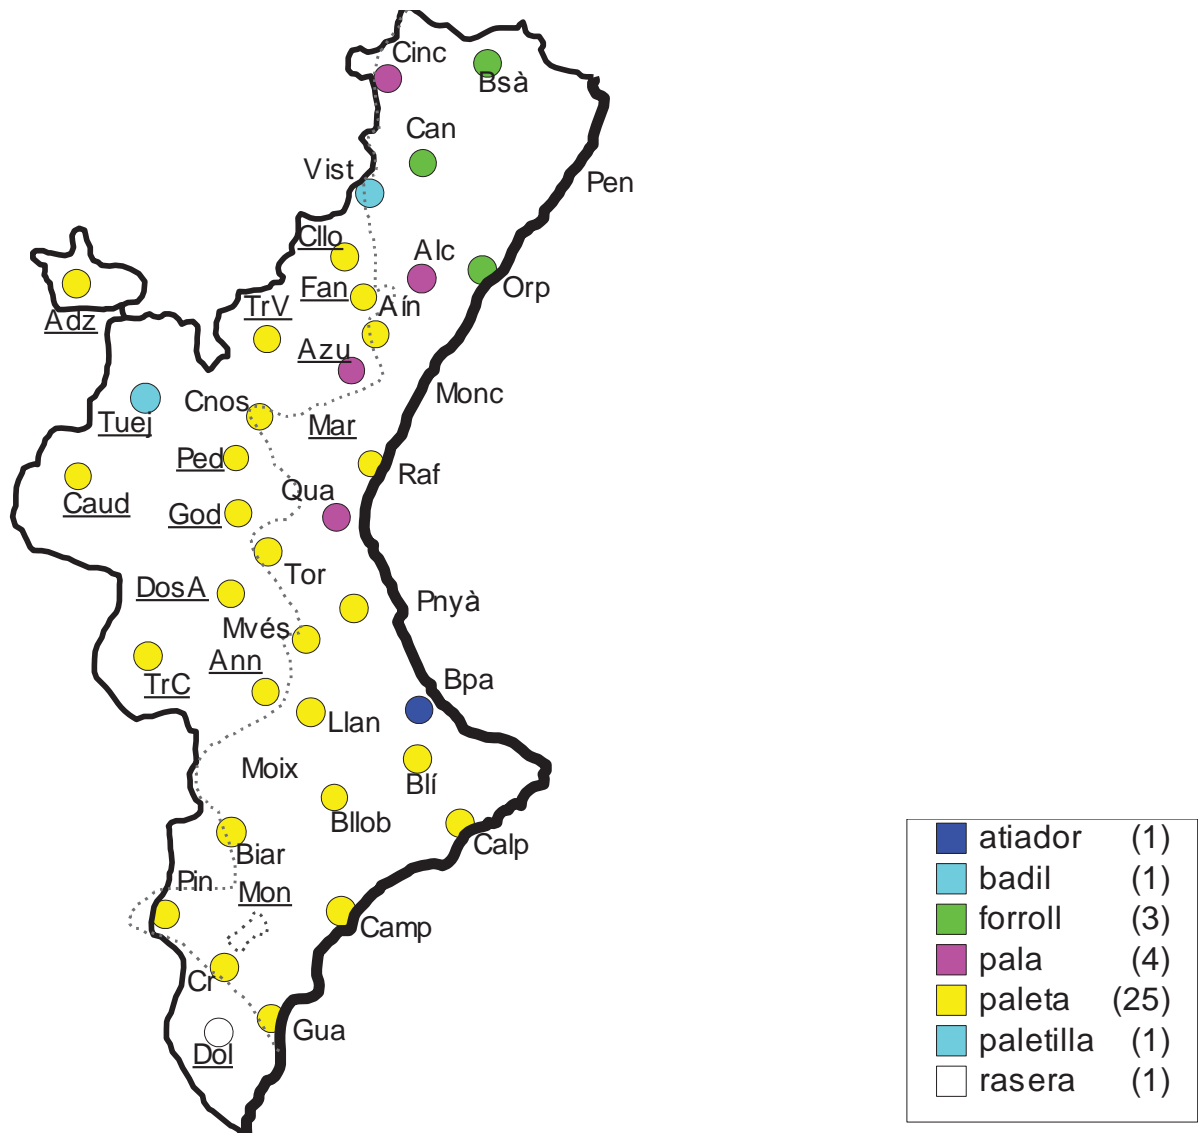 Cinc
Bsà
Can
Vist
Pen
Cllo
Alc
Fan
Orp
Adz
TrV
Aín
Azu
Monc
Cnos
Tuej
Mar
Ped
Raf
Caud
Qua
God
Tor
DosA
Pnyà
Mvés
Ann
TrC
Bpa
Llan
Moix
Blí
Bllob
Biar
Calp
Pin
Mon
Camp
Cr
Gua
Dol
atiador (1)
badil (1)
forroll (3)
pala (4)
paleta (25)
paletilla (1)
rasera (1)